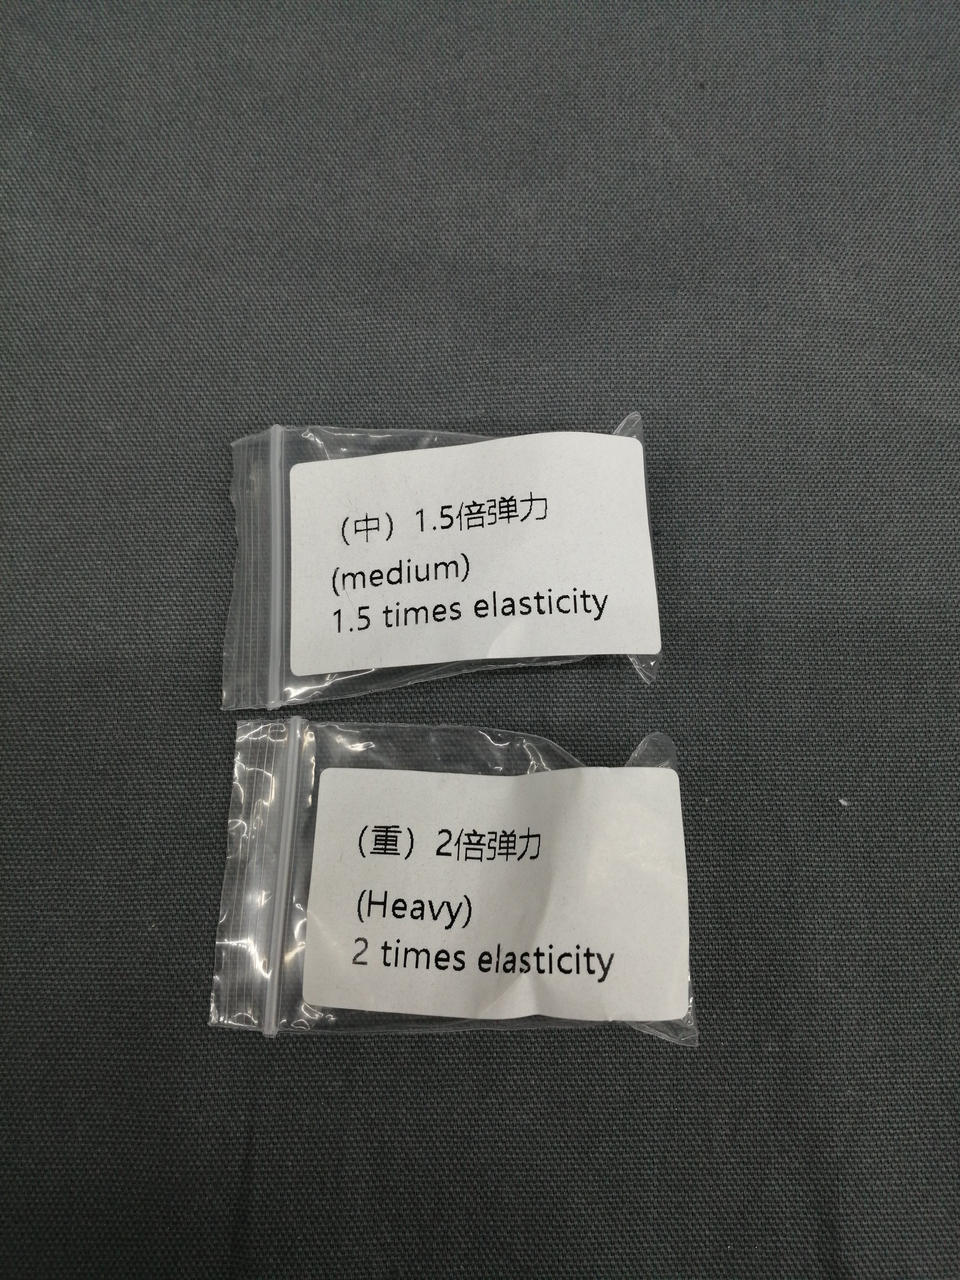 （中）1.5倍弹力
(medium)
1.5 times elasticity
（重）2倍弹力
(Heavy)
2 times elasticity